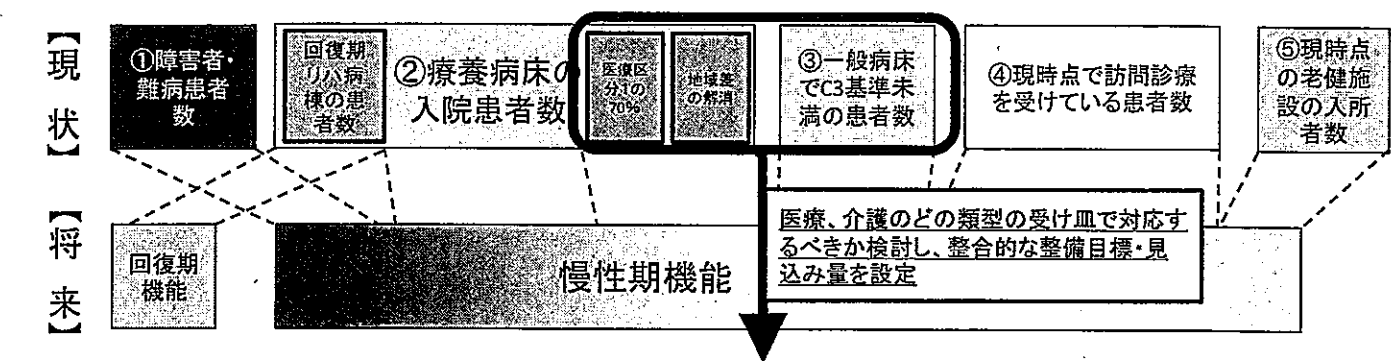 【現状】
①障害者・
難病患者
数
回復期
リハ病
棟の患
者数
②療養病床の
入院患者数
医療区
分1の
70%
地域差
の解消
③一般病床
でC3基準未
満の患者数
④現時点で訪問診療
を受けている患者数
⑤現時点
の老健施
設の入所
者数
【将来】
回復期
機能
慢性期機能
医療、介護のどの類型の受け皿で対応す
るべきか検討し、整合的な整備目標・見
込み量を設定